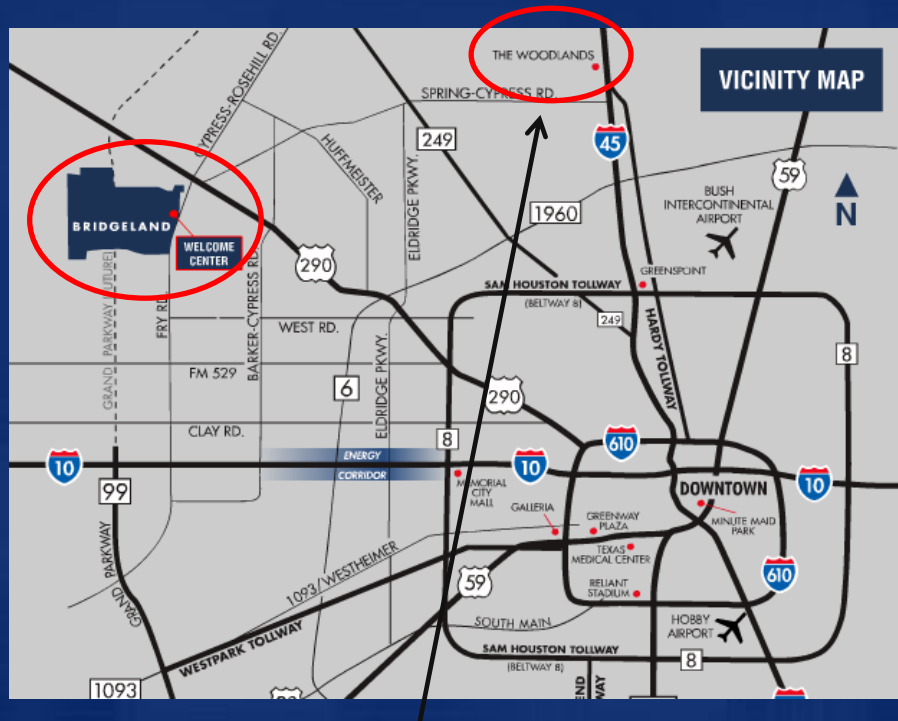 THE WOODLANDS
VICINITY MAP
CYPRESS-ROSEHILL RD.
SPRING-CYPRESS RD.
HUFFMEISTER
249
ELDRIDGE PKWY.
45
59
N
BUSH
INTERCONTINENTAL
AIRPORT
1960
BRIDGELAND
WELCOME
CENTER
290
GREENSPOINT
SAM HOUSTON TOLLWAY
(BELTWAY 8)
249
HARDY TOLLWAY
GRAND PARKWAY (FUTURE)
FRY RD.
BARKER-CYPRESS RD.
WEST RD.
ELDRIDGE PKWY.
8
FM 529
6
290
CLAY RD.
8
610
10
ENERGY
CORRIDOR
10
10
99
MEMORIAL
CITY
MALL
DOWNTOWN
GALLERIA
GREENWAY
PLAZA
MINUTE MAID
PARK
TEXAS
MEDICAL CENTER
1093/WESTHEIMER
GRAND
PARKWAY
59
RELIANT
STADIUM
610
SOUTH MAIN
HOBBY
AIRPORT
WESTPARK TOLLWAY
SAM HOUSTON TOLLWAY
(BELTWAY 8)
8
1093